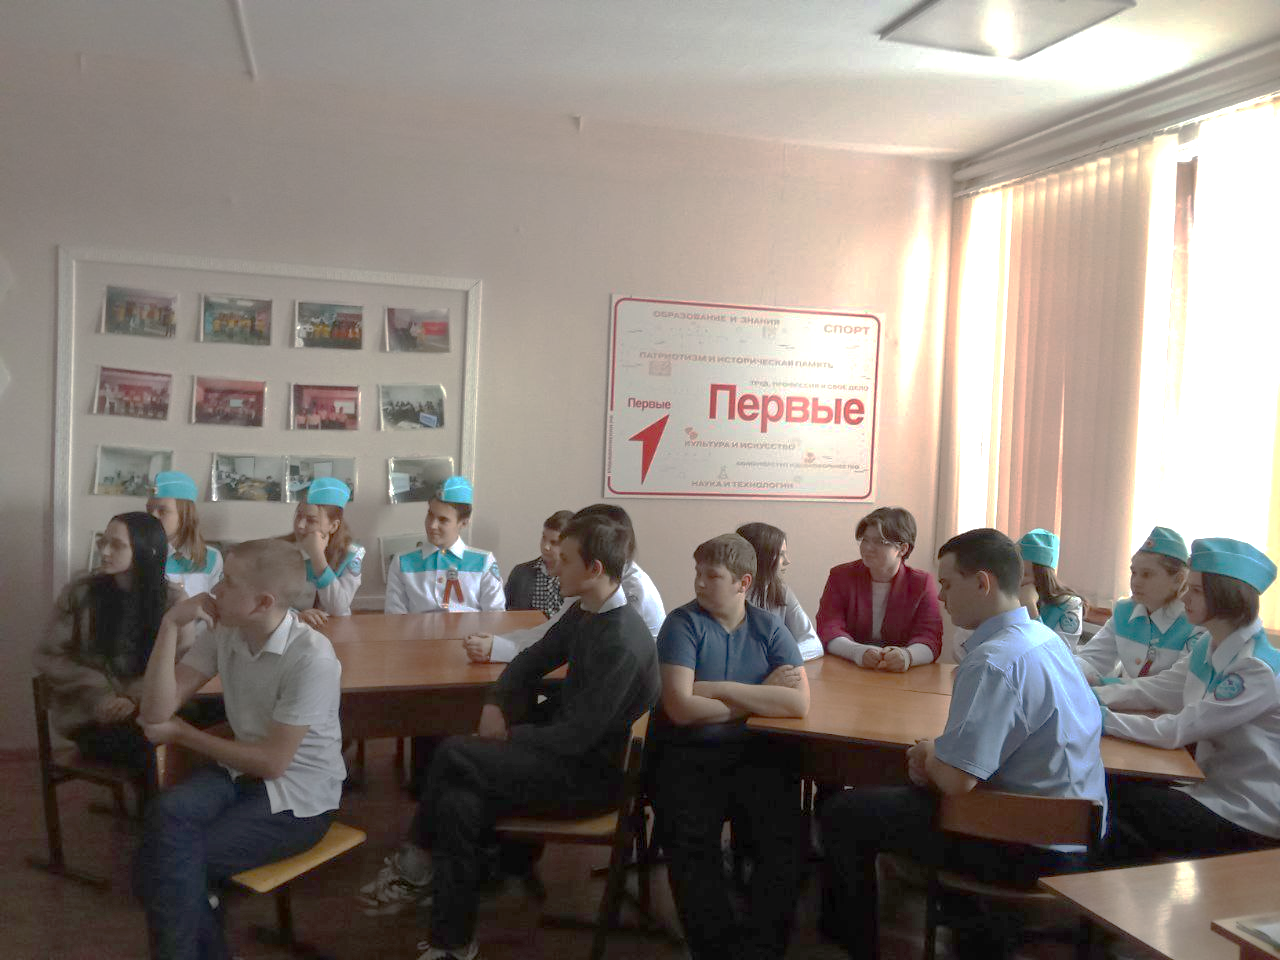 ОБРАЗОВАНИЕ И ЗНАНИЯ
СПОРТ
ПАТРИОТИЗМ И ИСТОРИЧЕСКАЯ ПАМЯТЬ
ТРУД, ПРОФЕССИЯ И СВОЁ ДЕЛО
Первые
Первые
КУЛЬТУРА И ИСКУССТВО
НАУКА И ТЕХНОЛОГИИ